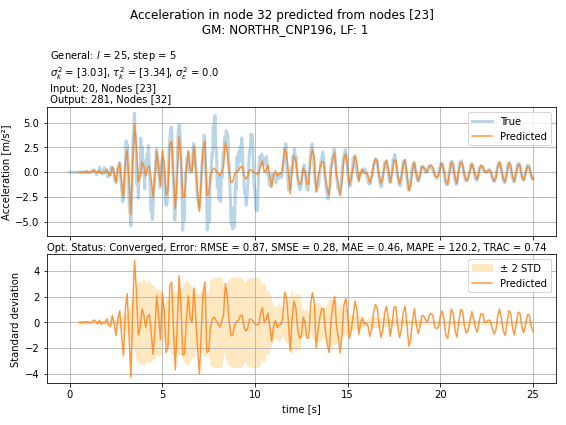 Acceleration in node 32 predicted from nodes [23]
GM: NORTHR_CNP196, LF: 1
General: l = 25, step = 5
σ²ₖ = [3.03], τ²ₖ = [3.34], σ²ε = 0.0
Input: 20, Nodes [23]
Output: 281, Nodes [32]
Acceleration [m/s²]
5.0
2.5
0.0
−2.5
−5.0
True
Predicted
Opt. Status: Converged, Error: RMSE = 0.87, SMSE = 0.28, MAE = 0.46, MAPE = 120.2, TRAC = 0.74
Standard deviation
4
2
0
−2
−4
± 2 STD
Predicted
0 5 10 15 20 25
time [s]